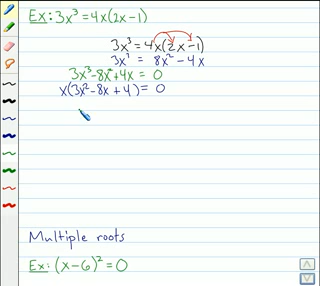 Ex: 3x³ = 4x(2x-1)
3x³ = 4x(2x-1)
3x³ = 8x² - 4x
3x³-8x²+4x = 0
x(3x²-8x+4) = 0
Multiple roots
Ex: (x-6)² = 0